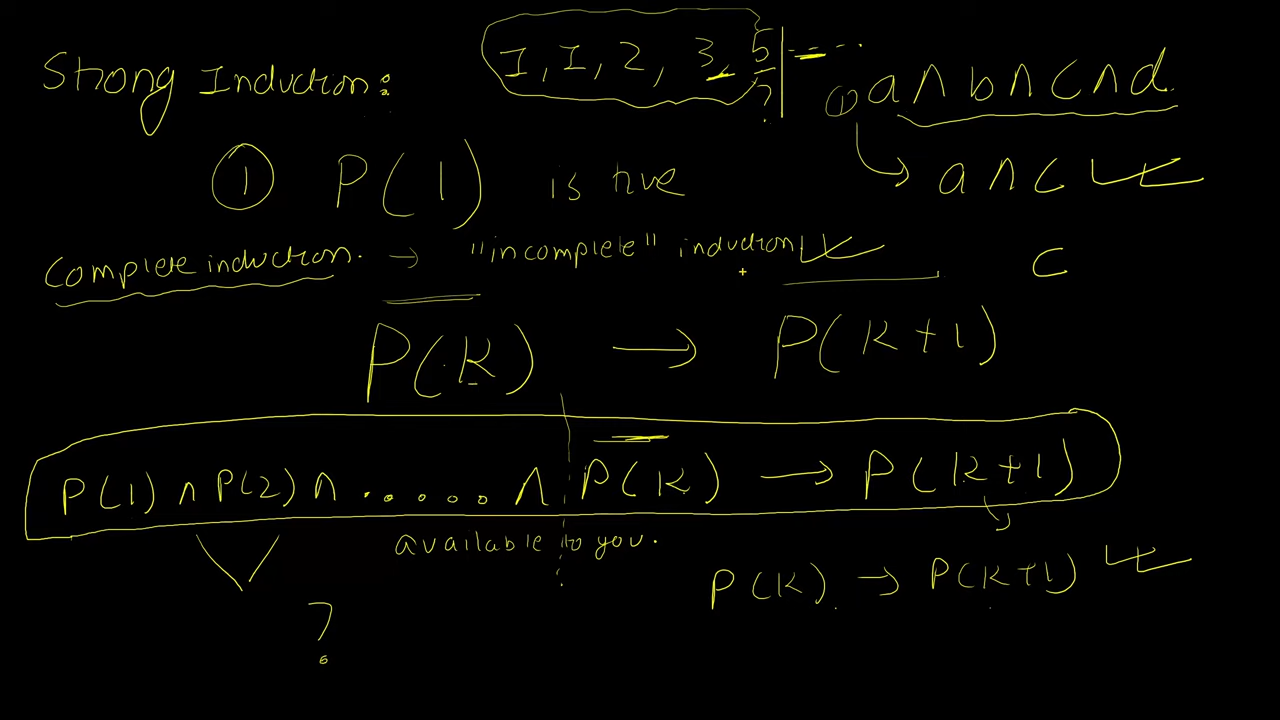 Strong Induction:
1, 1, 2, 3, 5
?
① a ∧ b ∧ c ∧ d
① P(1) is true
a ∧ c
Complete induction. → "incomplete" induction
c
P(k) → P(k+1)
P(1) ∧ P(2) ∧ ...... ∧ P(k) → P(k+1)
available to you.
P(k) → P(k+1)
?